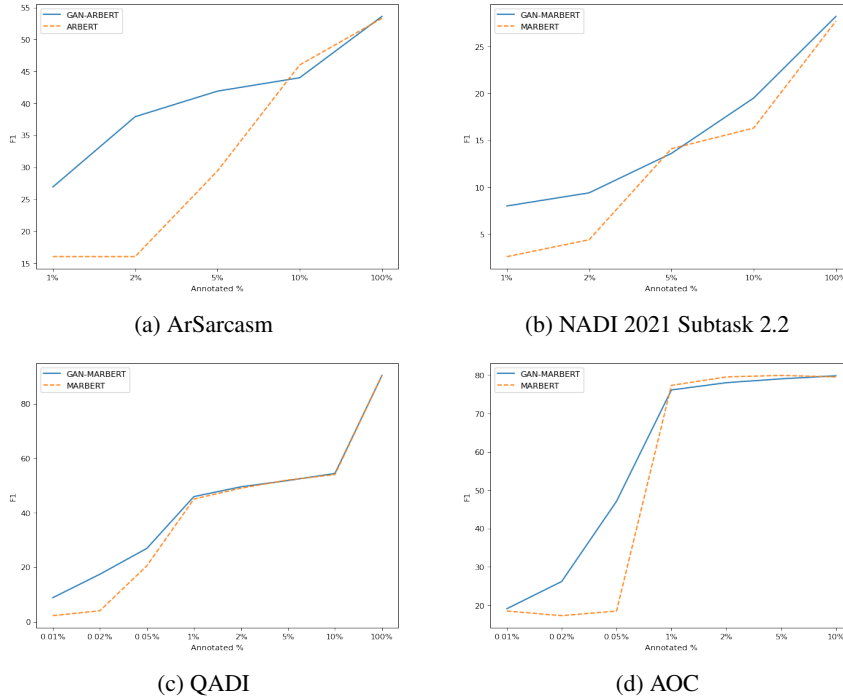 GAN-ARBERT
ARBERT
55
50
45
40
35
30
25
20
15
F1
1% 2% 5% 10% 100%
Annotated %
(a) ArSarcasm
GAN-MARBERT
MARBERT
25
20
15
10
5
F1
1% 2% 5% 10% 100%
Annotated %
(b) NADI 2021 Subtask 2.2
GAN-MARBERT
MARBERT
80
60
40
20
0
F1
0.01% 0.02% 0.05% 1% 2% 5% 10% 100%
Annotated %
(c) QADI
GAN-MARBERT
MARBERT
80
70
60
50
40
30
20
F1
0.01% 0.02% 0.05% 1% 2% 5% 10%
Annotated %
(d) AOC